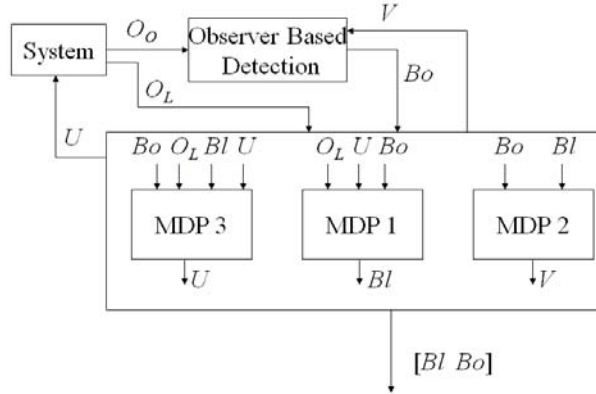 V
O_O
System
Observer Based
Detection
O_L
Bo
U
Bo O_L Bl U
O_L U Bo
Bo Bl
MDP 3
MDP 1
MDP 2
U
Bl
V
[Bl Bo]